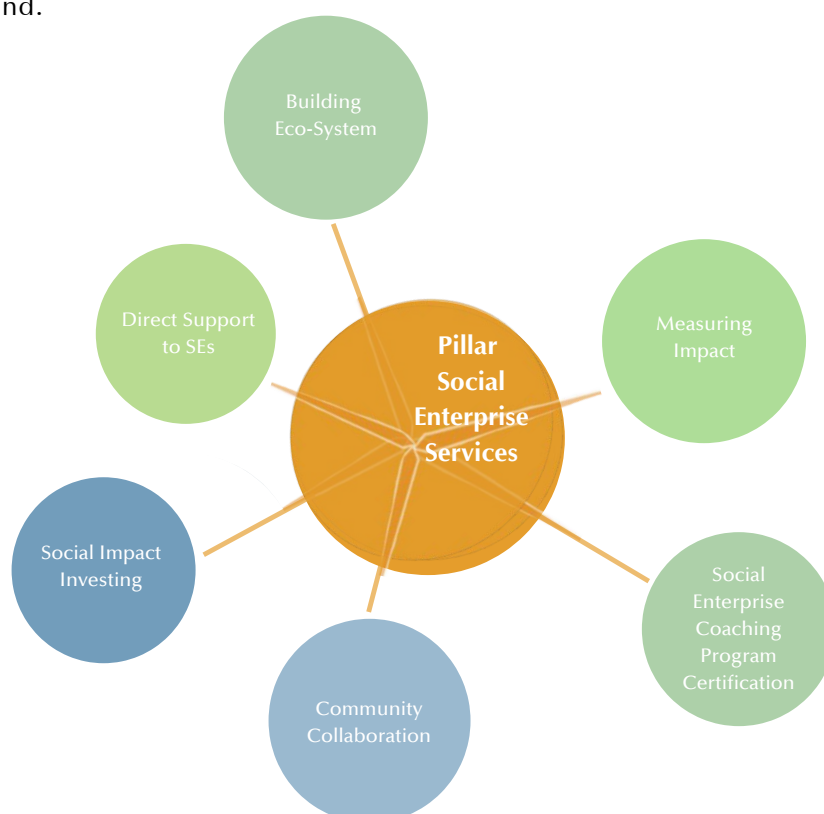 nd.
Building
Eco-System
Direct Support
to SEs
Measuring
Impact
Pillar
Social
Enterprise
Services
Social Impact
Investing
Social
Enterprise
Coaching
Program
Certification
Community
Collaboration